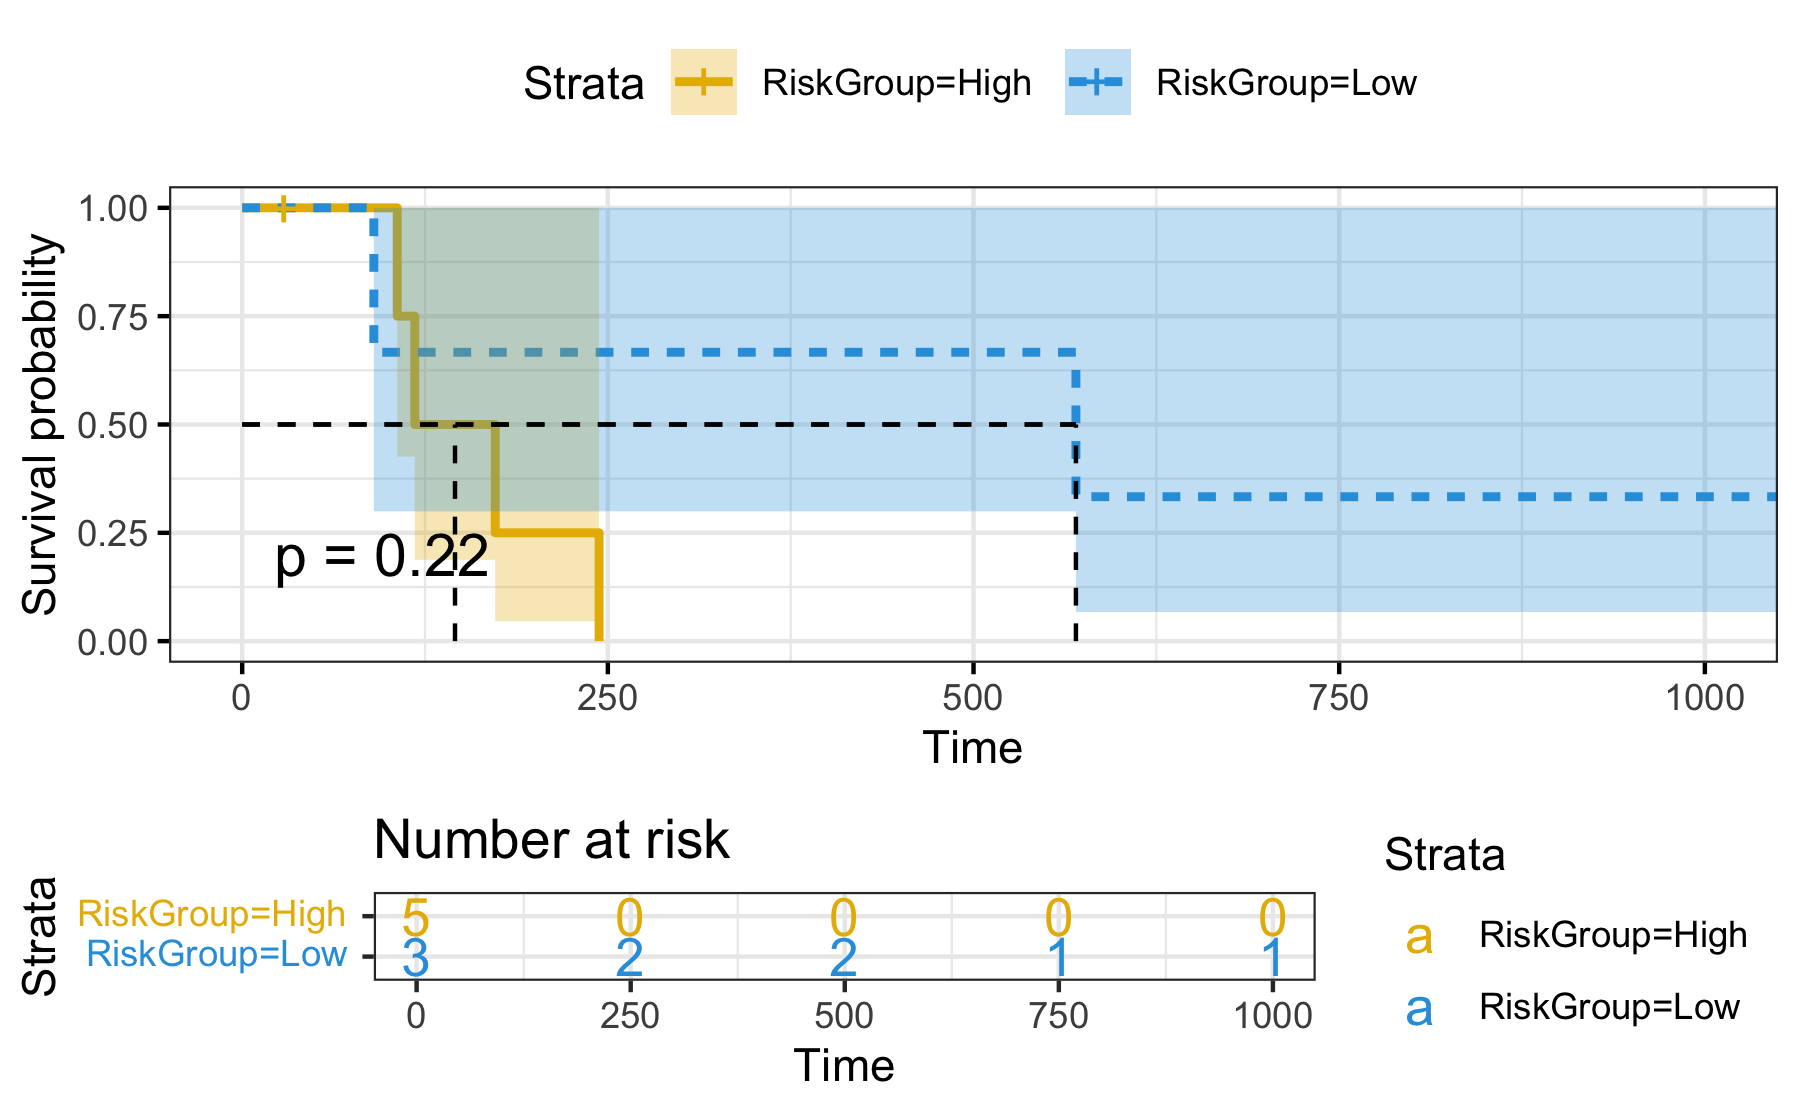 Strata RiskGroup=High RiskGroup=Low
Survival probability
1.00
0.75
0.50
0.25
0.00
p = 0.22
0 250 500 750 1000
Time
Number at risk
Strata
RiskGroup=High 5 0 0 0 0
RiskGroup=Low 3 2 2 1 1
0 250 500 750 1000
Time
Strata
a RiskGroup=High
a RiskGroup=Low